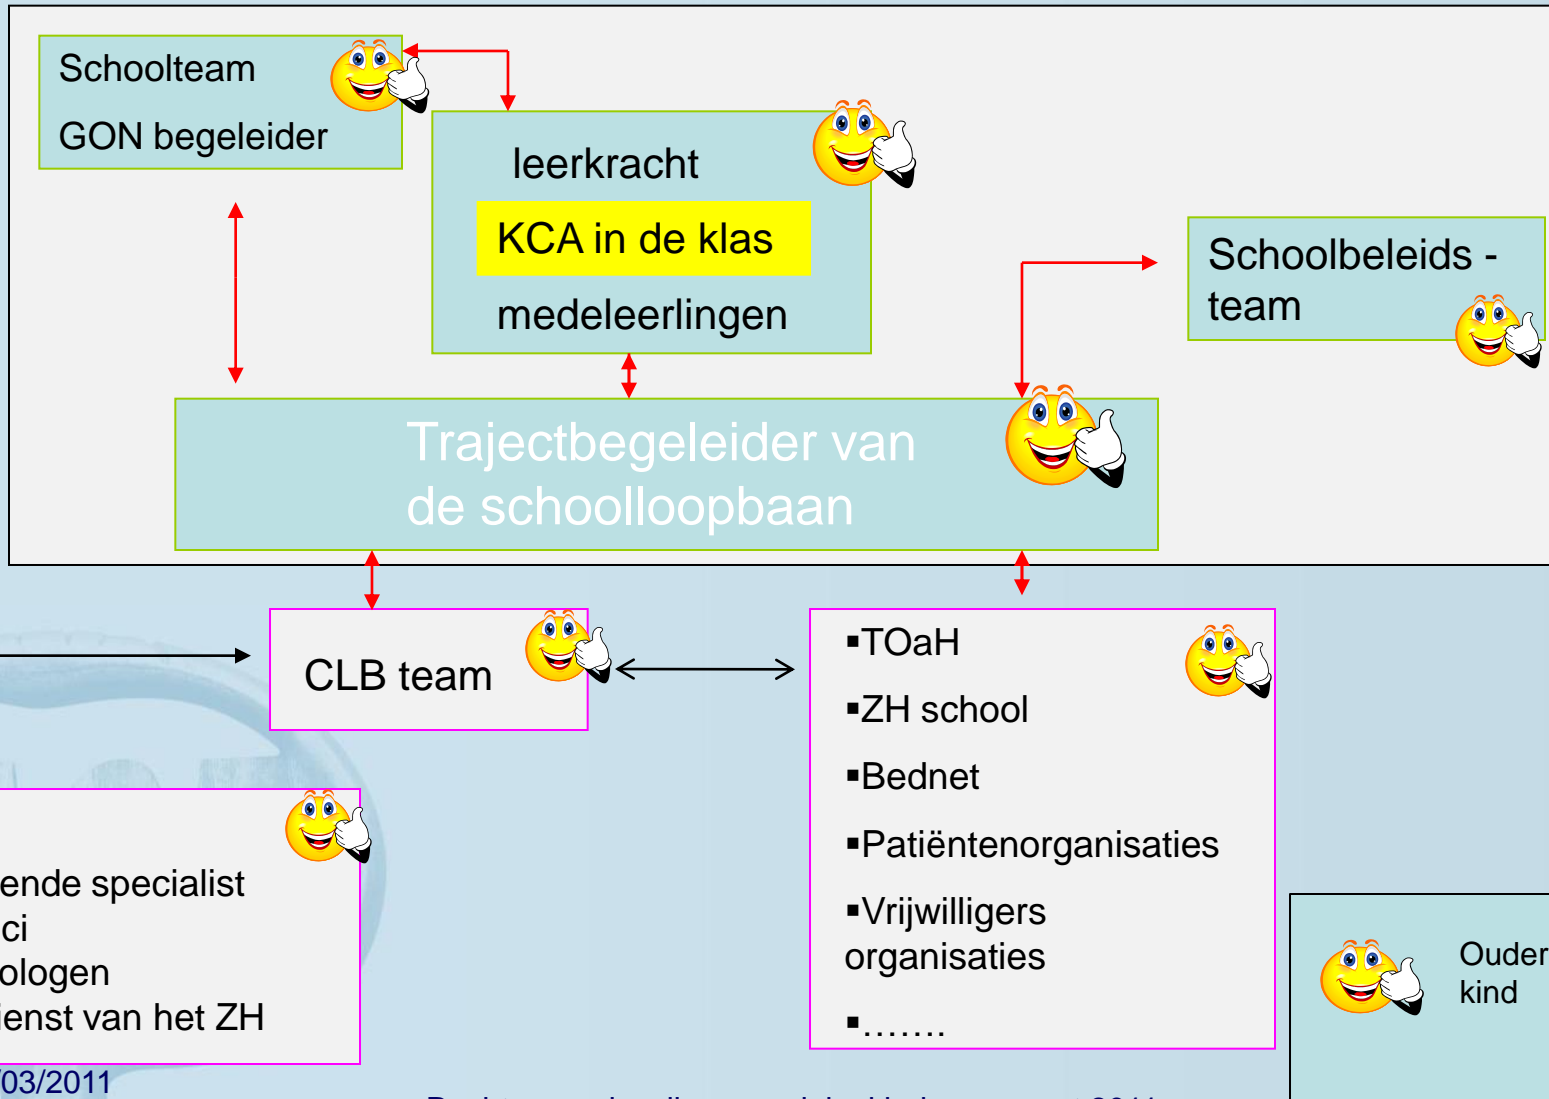 Schoolteam
GON begeleider
leerkracht
KCA in de klas
medeleerlingen
Schoolbeleids -
team
Trajectbegeleider van
de schoolloopbaan
CLB team
▪TOaH
▪ZH school
▪Bednet
▪Patiëntenorganisaties
▪Vrijwilligers
organisaties
▪…….
ende specialist
ci
ologen
ienst van het ZH
Ouder
kind
/03/2011